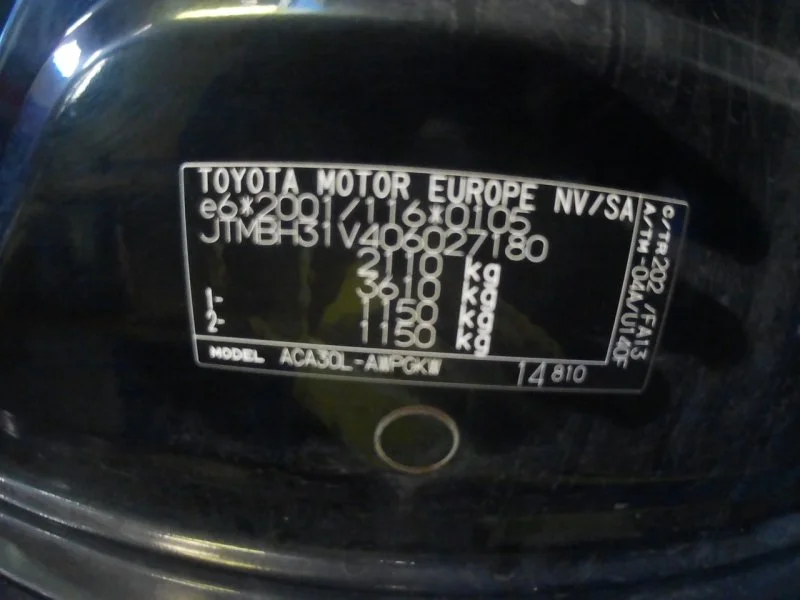 TOYOTA MOTOR EUROPE NV/SA
e6*2001/116*0105
JTMBH31V406027180
2110 kg
3610 kg
1- 1150 kg
2- 1150 kg
MODEL ACA30L-AWPGKW
14 810
C/TR 202 /FA13
A/TM -04A/U140F